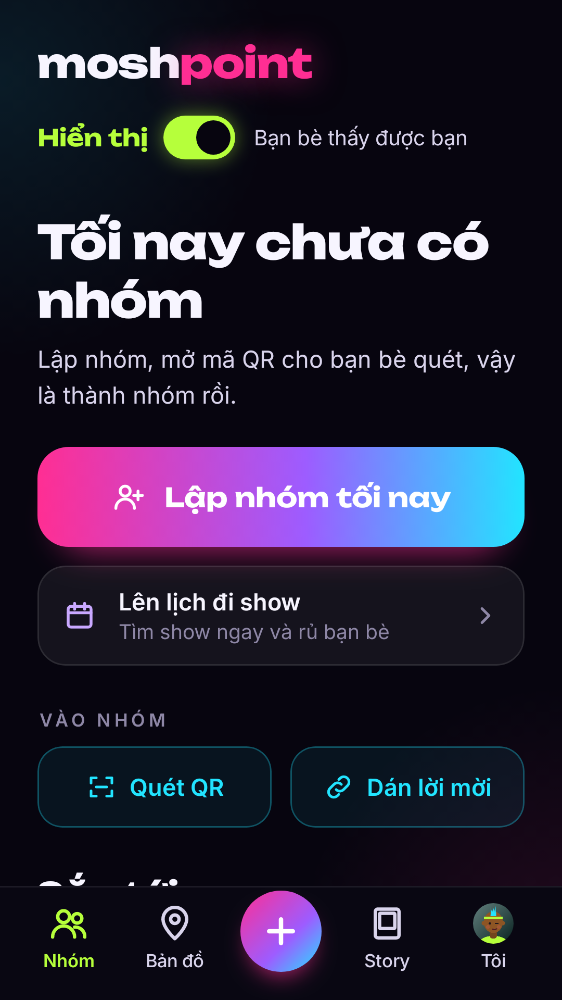 moshpoint
Hiển thị
Bạn bè thấy được bạn
Tối nay chưa có
nhóm
Lập nhóm, mở mã QR cho bạn bè quét, vậy
là thành nhóm rồi.
Lập nhóm tối nay
Lên lịch đi show
Tìm show ngay và rủ bạn bè
VÀO NHÓM
Quét QR
Dán lời mời
Nhóm
Bản đồ
Story
Tôi